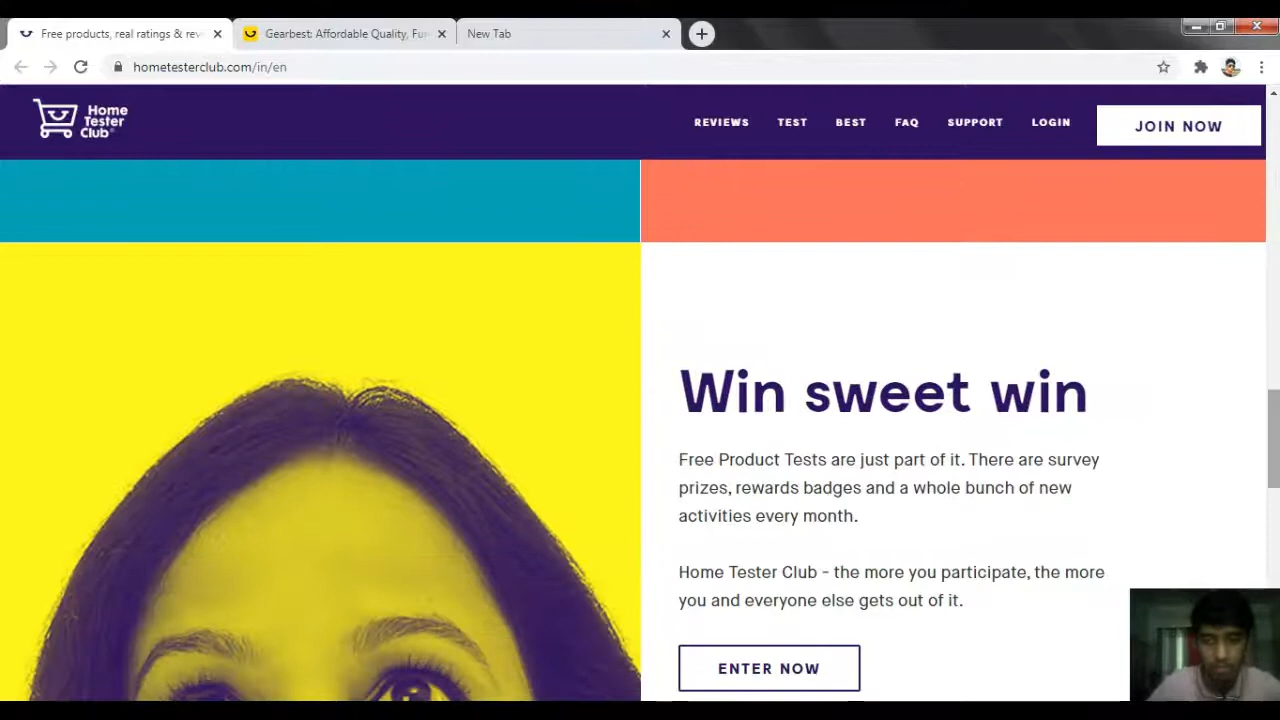 Free products, real ratings & rev
Gearbest: Affordable Quality, Fu
New Tab
hometesterclub.com/in/en
Home
Tester
Club
REVIEWS
TEST
BEST
FAQ
SUPPORT
LOGIN
JOIN NOW
Win sweet win
Free Product Tests are just part of it. There are survey
prizes, rewards badges and a whole bunch of new
activities every month.
Home Tester Club - the more you participate, the more
you and everyone else gets out of it.
ENTER NOW